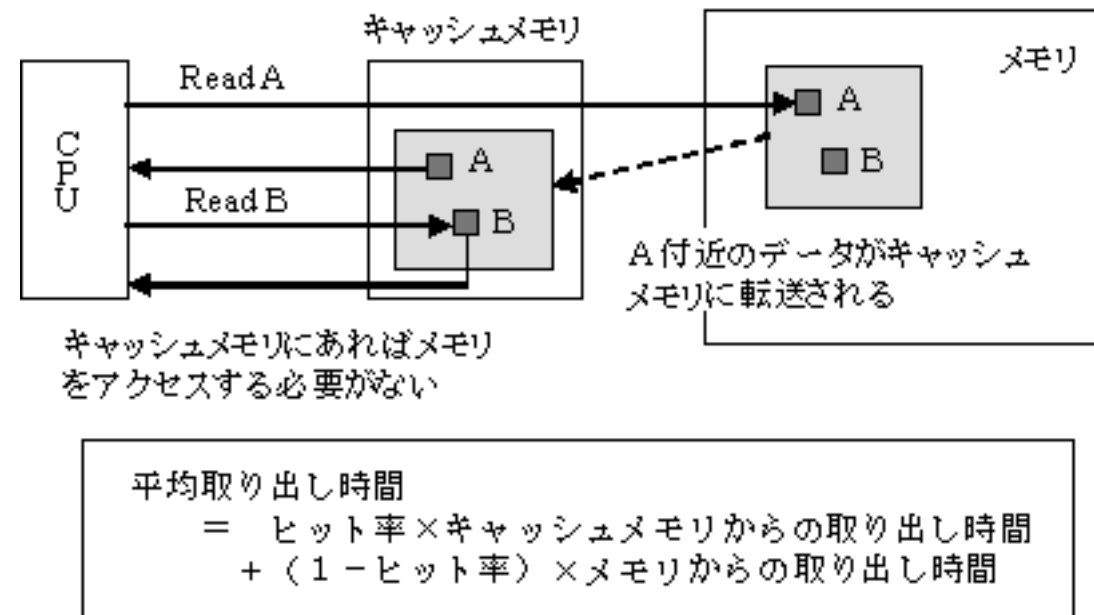 キャッシュメモリ
メモリ
Read A
A
CPU
A
B
Read B
B
A付近のデータがキャッシュ
メモリに転送される
キャッシュメモリにあればメモリ
をアクセスする必要がない
平均取り出し時間
＝ ヒット率×キャッシュメモリからの取り出し時間
＋（１－ヒット率）×メモリからの取り出し時間